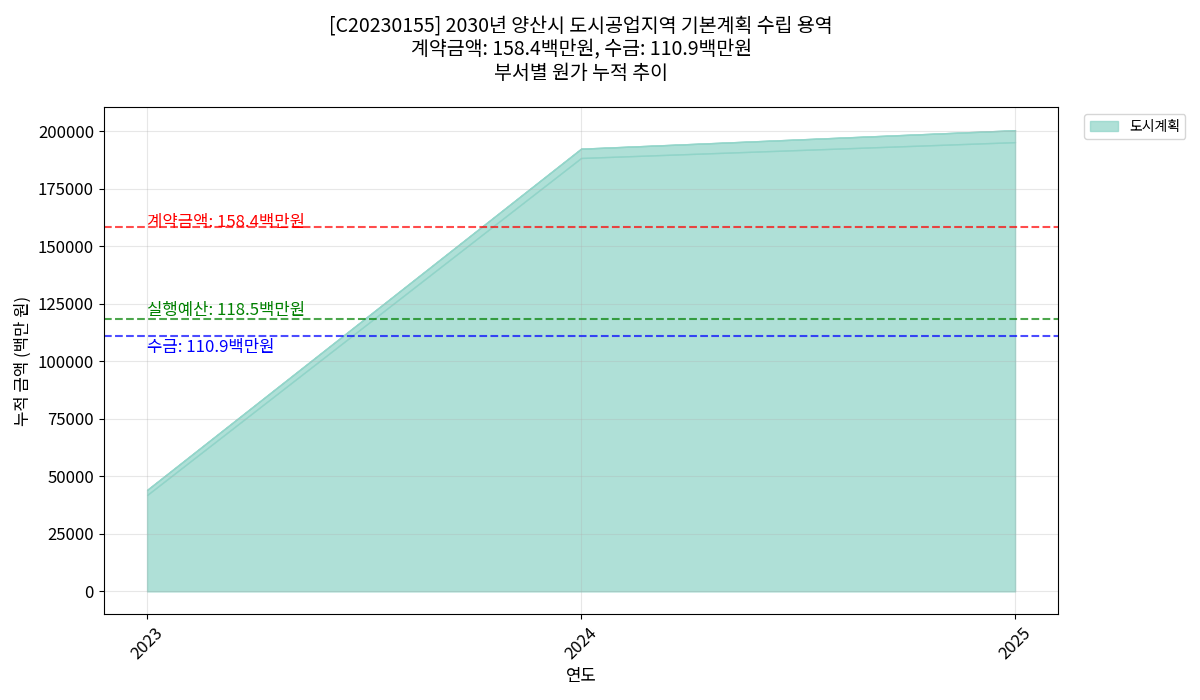 [C20230155] 2030년 양산시 도시공업지역 기본계획 수립 용역
계약금액: 158.4백만원, 수금: 110.9백만원
부서별 원가 누적 추이
도시계획
200000
175000
계약금액: 158.4백만원
150000
125000
실행예산: 118.5백만원
수금: 110.9백만원
100000
75000
50000
25000
0
누적 금액 (백만 원)
2023
2024
2025
연도